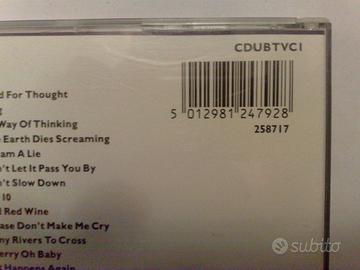 CDUBTVC1
d For Thought
g
Way Of Thinking
e Earth Dies Screaming
am A Lie
n't Let It Pass You By
n't Slow Down
10
d Red Wine
ase Don't Make Me Cry
ny Rivers To Cross
erry Oh Baby
t Happens Again
5 012981 247928
258717
subito